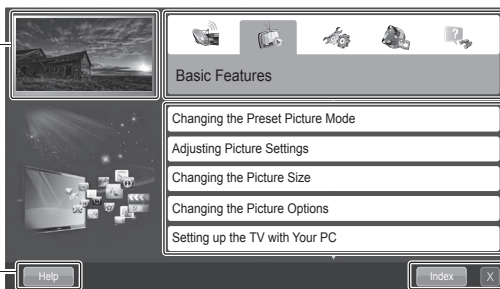 Basic Features
Changing the Preset Picture Mode
Adjusting Picture Settings
Changing the Picture Size
Changing the Picture Options
Setting up the TV with Your PC
Help
Index
X